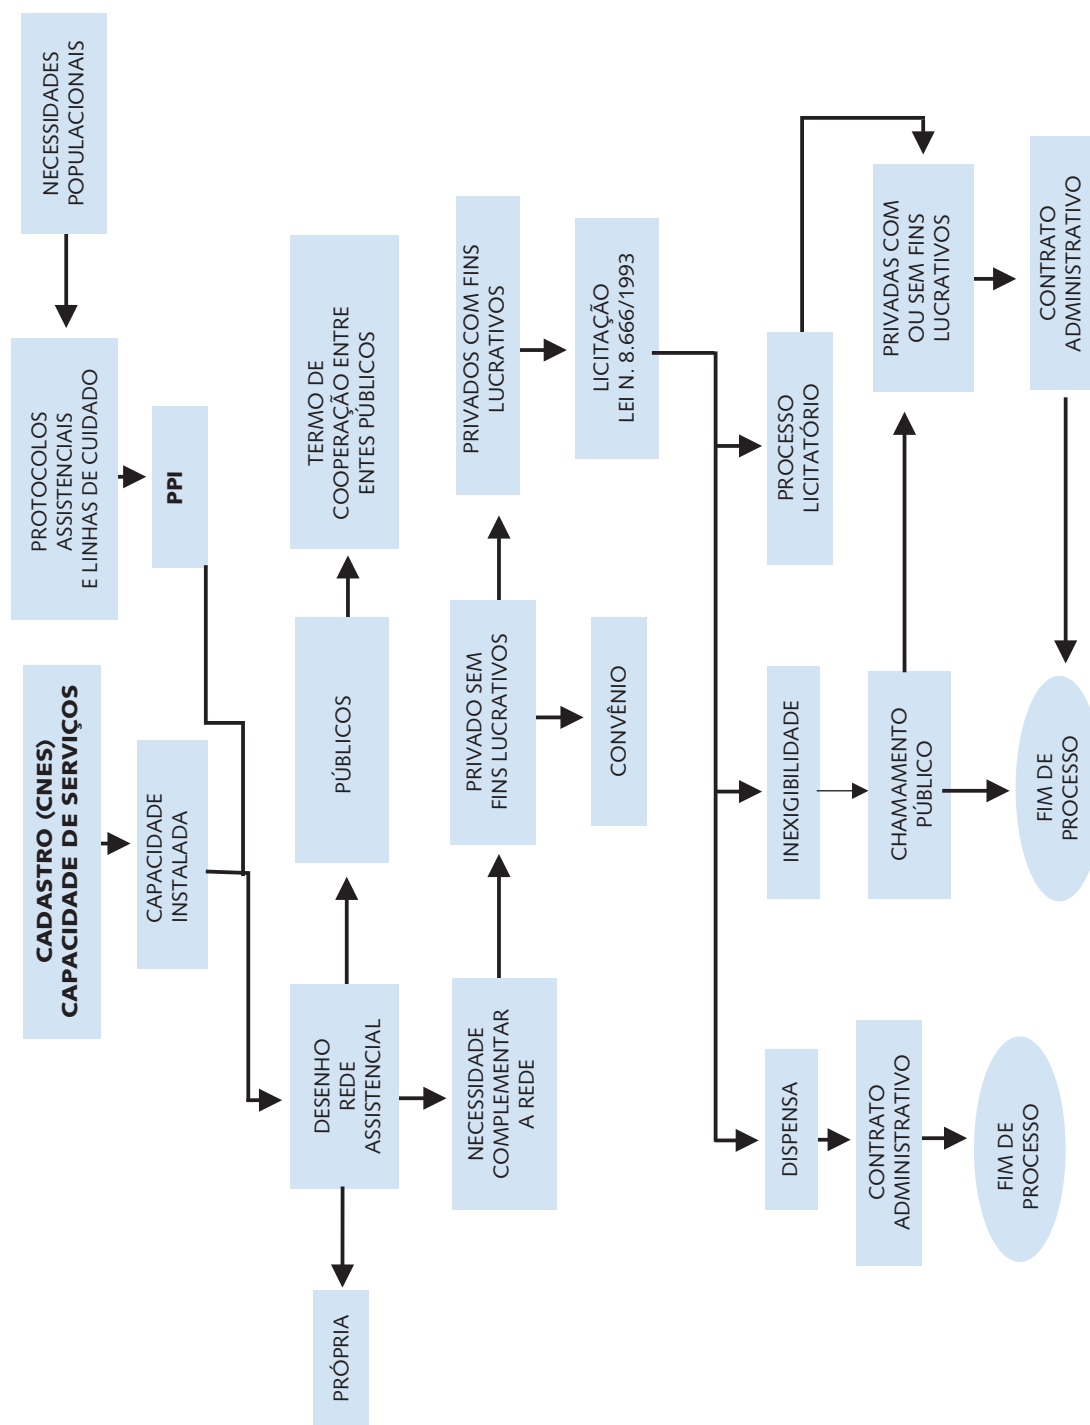 CADASTRO (CNES)
CAPACIDADE DE SERVIÇOS
NECESSIDADES
POPULACIONAIS
PROTOCOLOS
ASSISTENCIAIS
E LINHAS DE CUIDADO
CAPACIDADE
INSTALADA
PPI
PRÓPRIA
DESENHO
REDE
ASSISTENCIAL
PÚBLICOS
TERMO DE
COOPERAÇÃO ENTRE
ENTES PÚBLICOS
NECESSIDADE
COMPLEMENTAR
A REDE
PRIVADO SEM
FINS LUCRATIVOS
PRIVADOS COM FINS
LUCRATIVOS
CONVÊNIO
LICITAÇÃO
LEI N. 8.666/1993
DISPENSA
INEXIGIBILIDADE
PROCESSO
LICITATÓRIO
CONTRATO
ADMINISTRATIVO
CHAMAMENTO
PÚBLICO
PRIVADAS COM
OU SEM FINS
LUCRATIVOS
FIM DE
PROCESSO
FIM DE
PROCESSO
CONTRATO
ADMINISTRATIVO